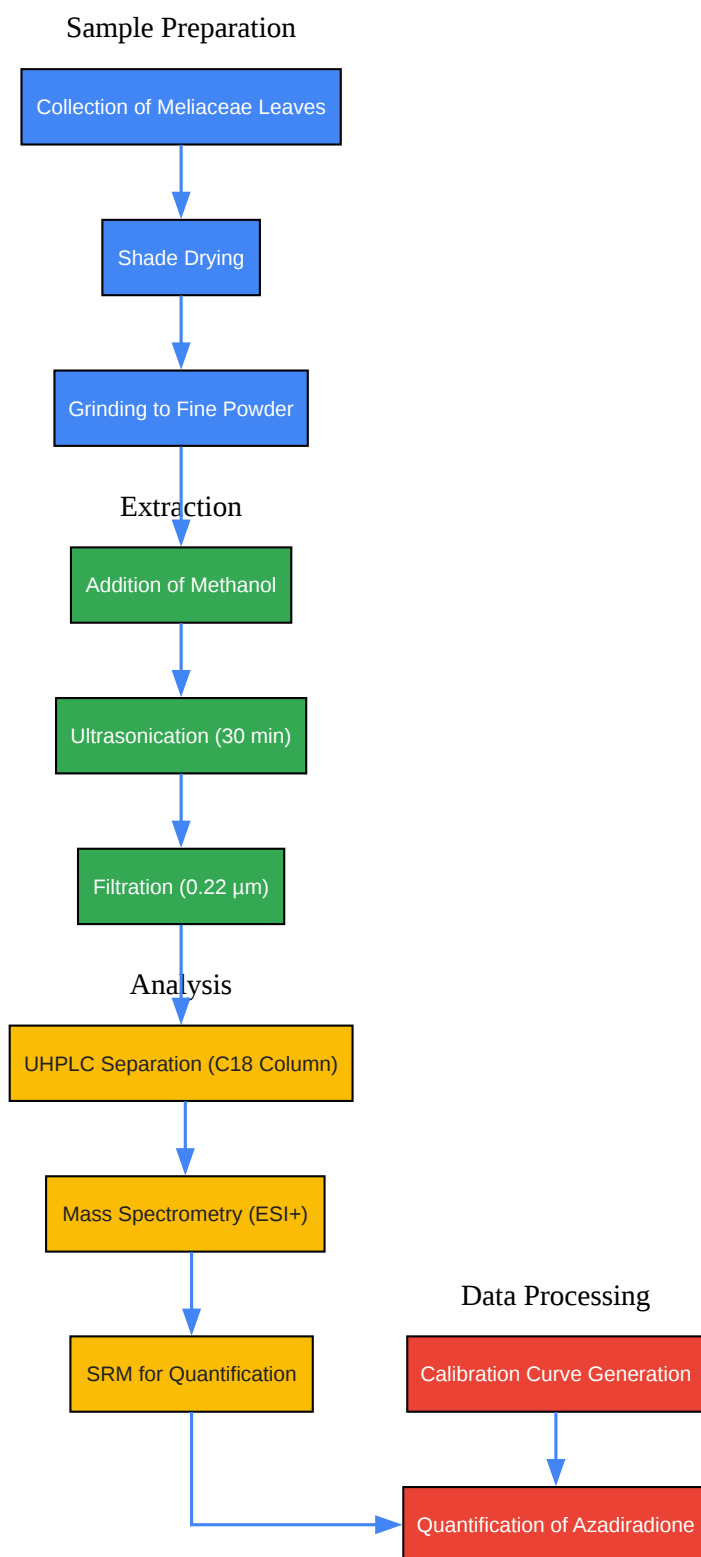 Sample Preparation
Collection of Meliaceae Leaves
Shade Drying
Grinding to Fine Powder
Extraction
Addition of Methanol
Ultrasonication (30 min)
Filtration (0.22 µm)
Analysis
UHPLC Separation (C18 Column)
Mass Spectrometry (ESI+)
SRM for Quantification
Data Processing
Calibration Curve Generation
Quantification of Azadiradione